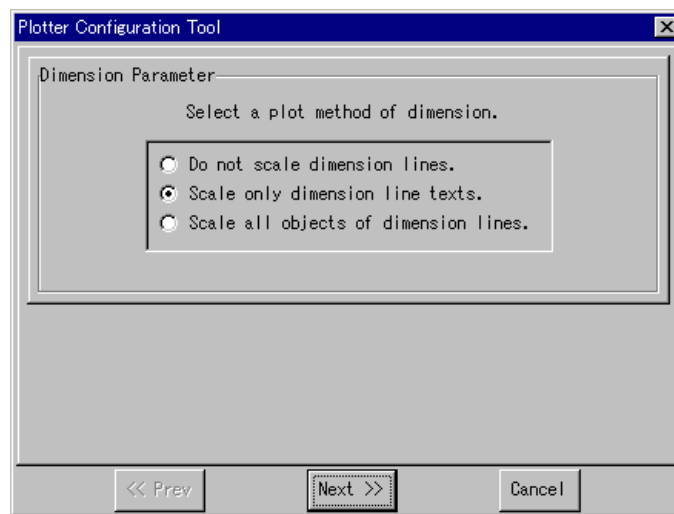 Plotter Configuration Tool
Dimension Parameter
Select a plot method of dimension.
Do not scale dimension lines.
Scale only dimension line texts.
Scale all objects of dimension lines.
<< Prev
Next >>
Cancel